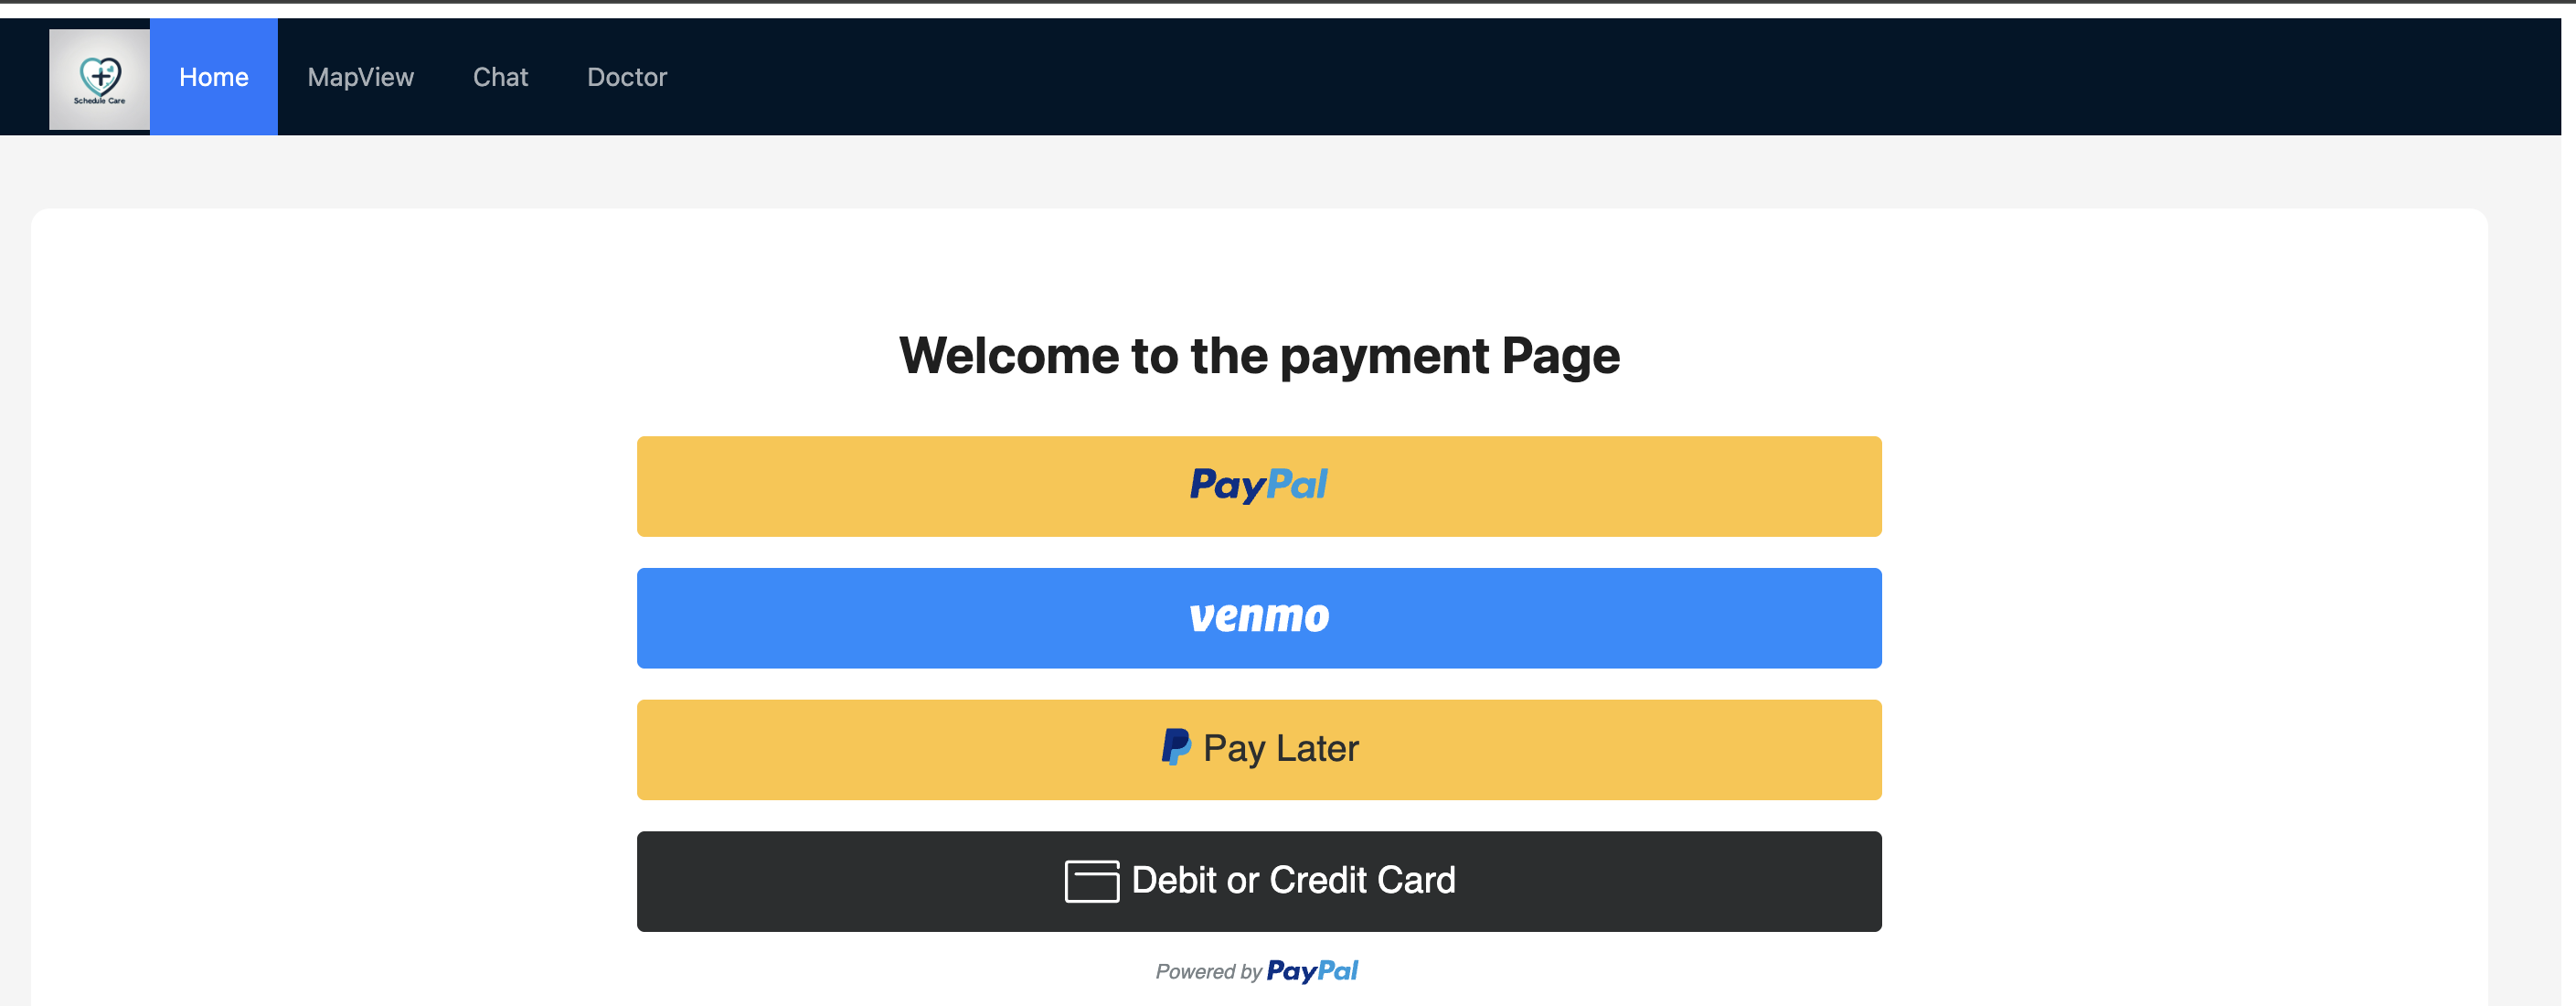 Schedule Care
Home MapView Chat Doctor
Welcome to the payment Page
PayPal
venmo
Pay Later
Debit or Credit Card
Powered by PayPal